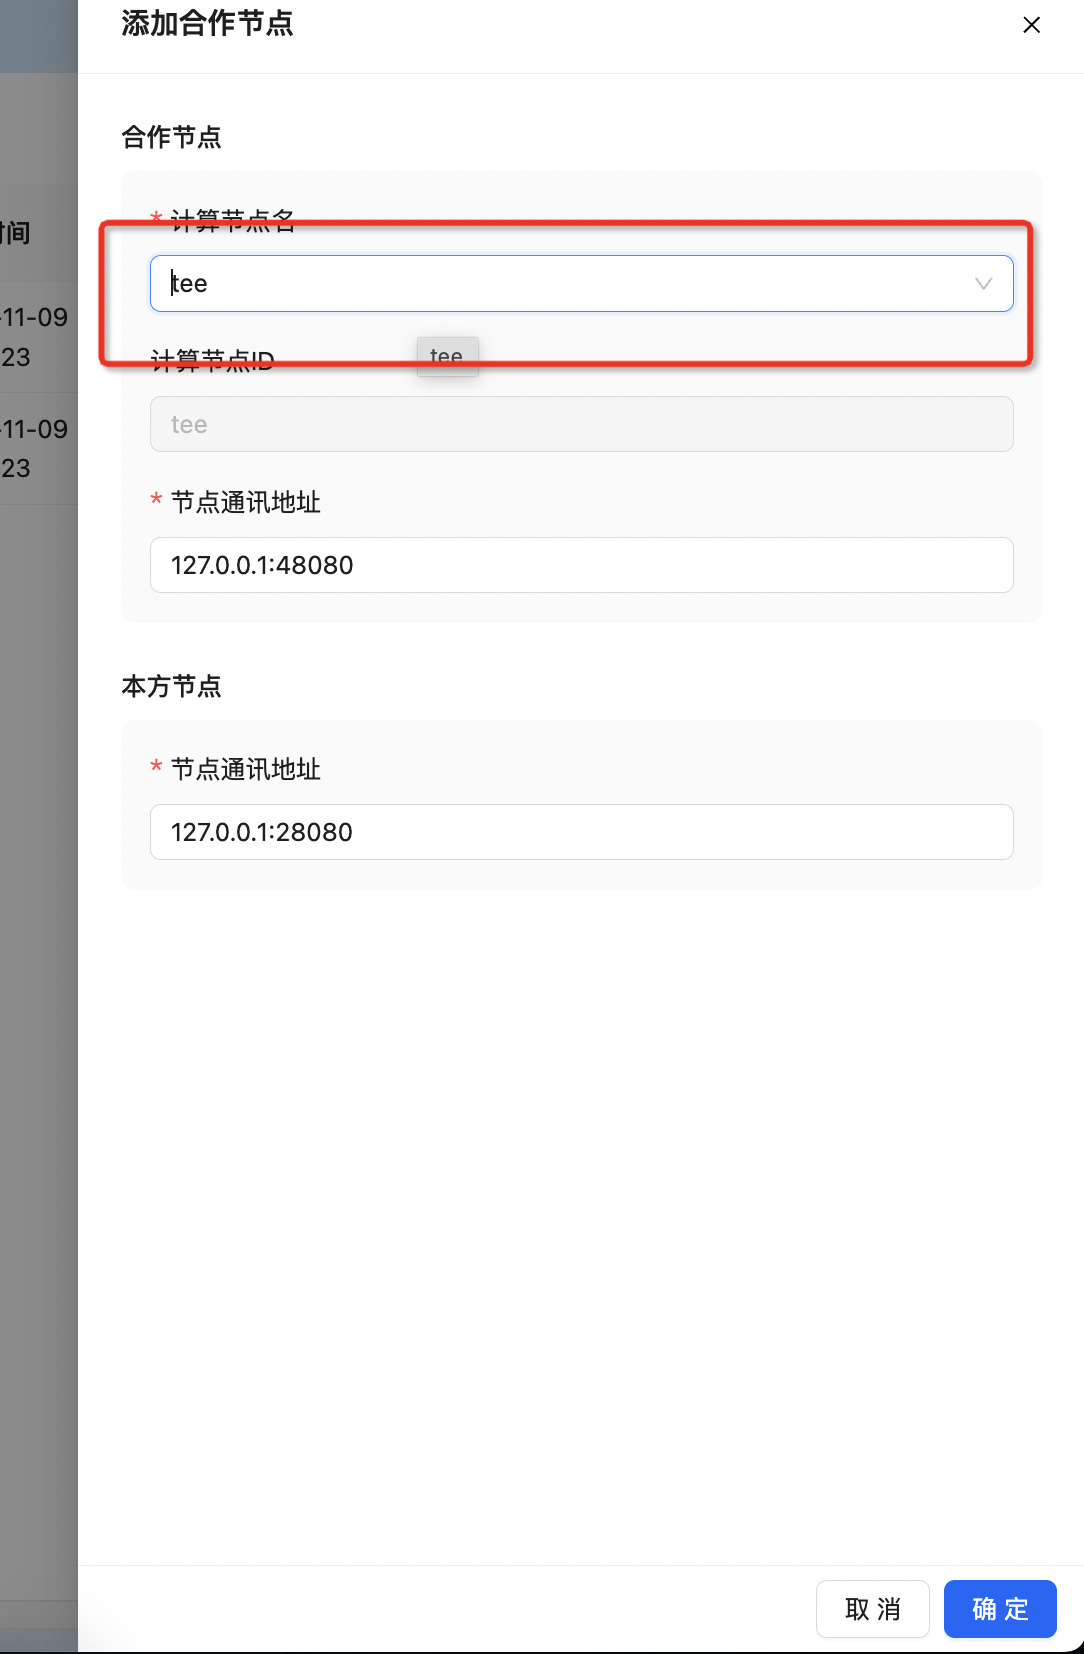 添加合作节点
合作节点
* 计算节点名
tee
计算节点ID
tee
tee
* 节点通讯地址
127.0.0.1:48080
本方节点
* 节点通讯地址
127.0.0.1:28080
取 消
确 定
间
-11-09
23
-11-09
23